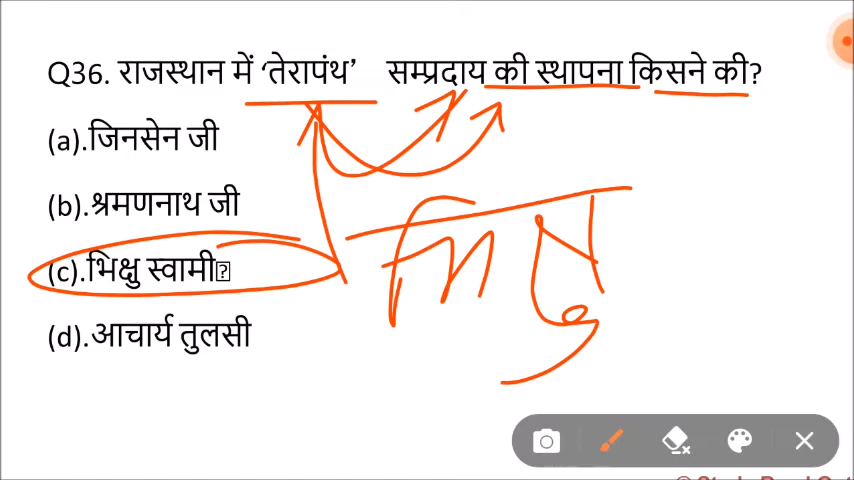 Q36. राजस्थान में ‘तेरापंथ’ सम्प्रदाय की स्थापना किसने की?
(a).जिनसेन जी
(b).श्रमणनाथ जी
(c).भिक्षु स्वामी
भिक्षु
(d).आचार्य तुलसी